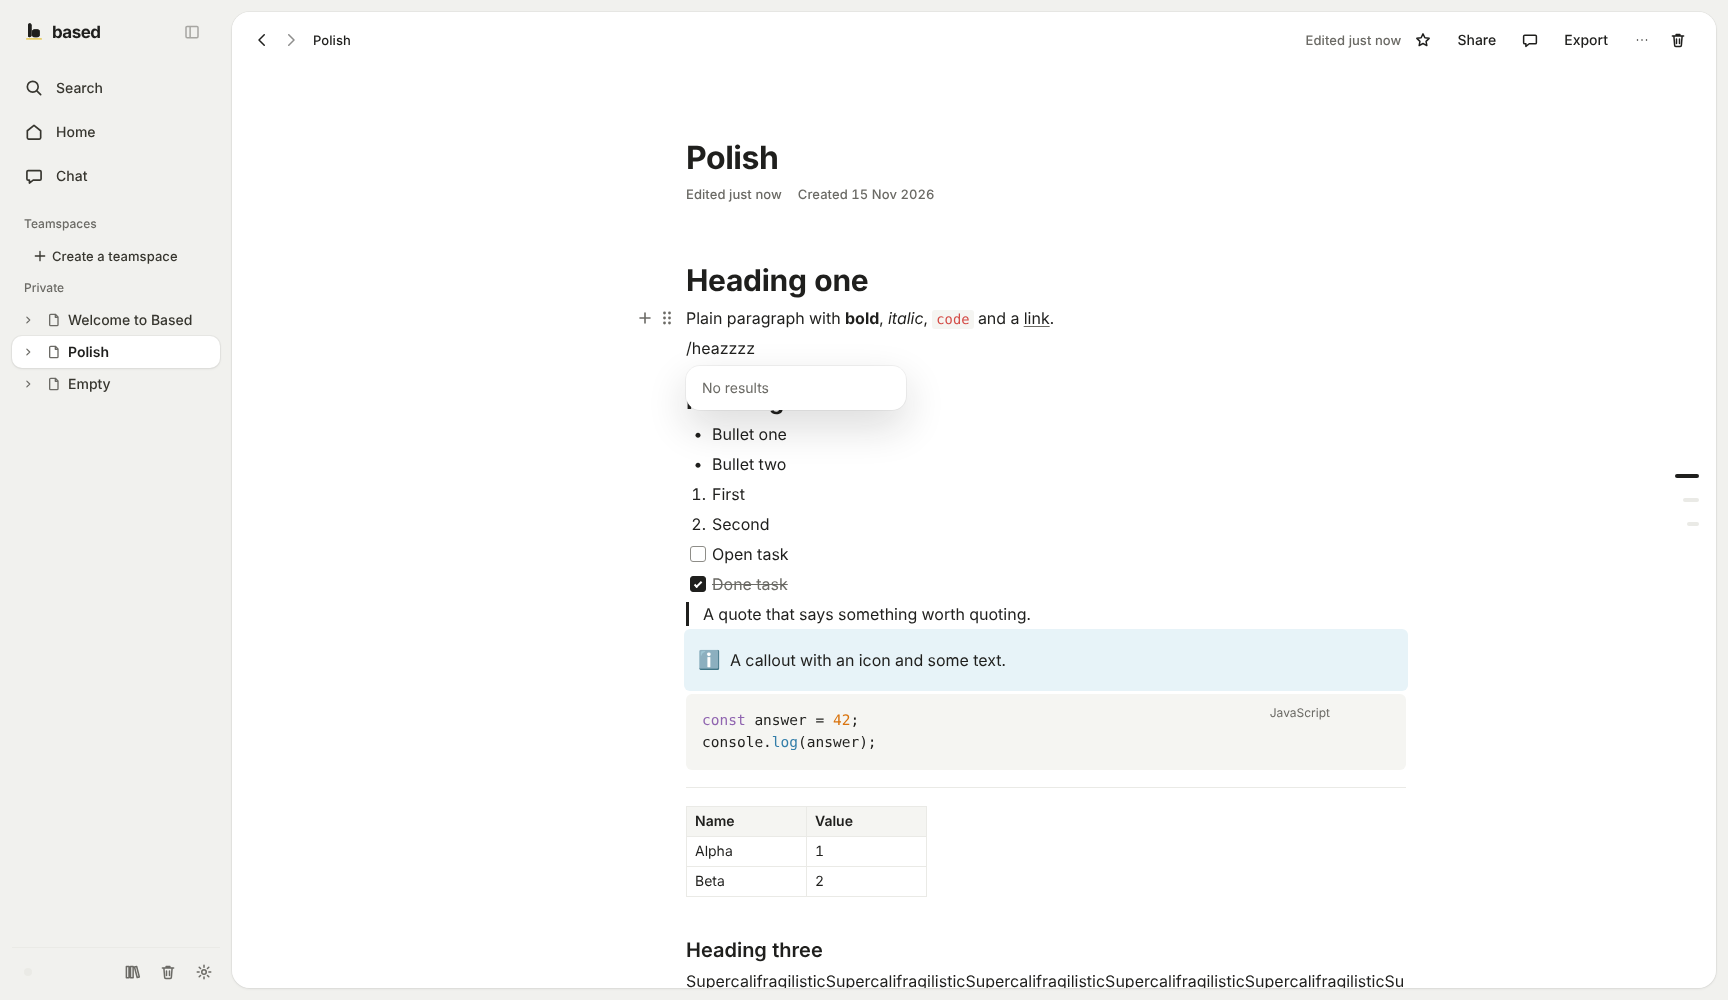 based
Search
Home
Chat
Teamspaces
Create a teamspace
Private
Welcome to Based
Polish
Empty
Polish
Edited just now
Share
Export
Polish
Edited just now Created 15 Nov 2026
Heading one
Plain paragraph with bold, italic, code and a link.
/heazzzz
No results
Bullet one
Bullet two
1. First
2. Second
Open task
Done task
A quote that says something worth quoting.
A callout with an icon and some text.
JavaScript
const answer = 42;
console.log(answer);
Name Value
Alpha 1
Beta 2
Heading three
SupercalifragilisticSupercalifragilisticSupercalifragilisticSupercalifragilisticSupercalifragilisticSu